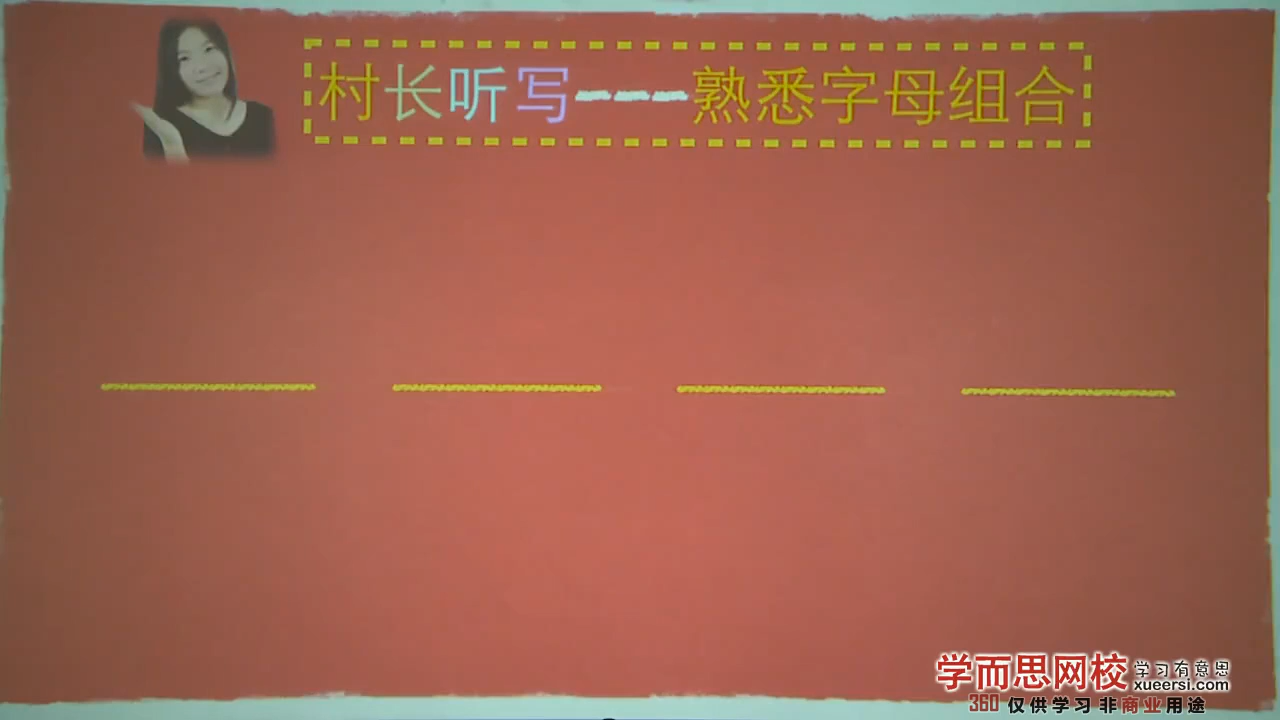 村长听写---熟悉字母组合
学而思网校 学习有意思
xueersi.com
360 仅供学习 非商业用途